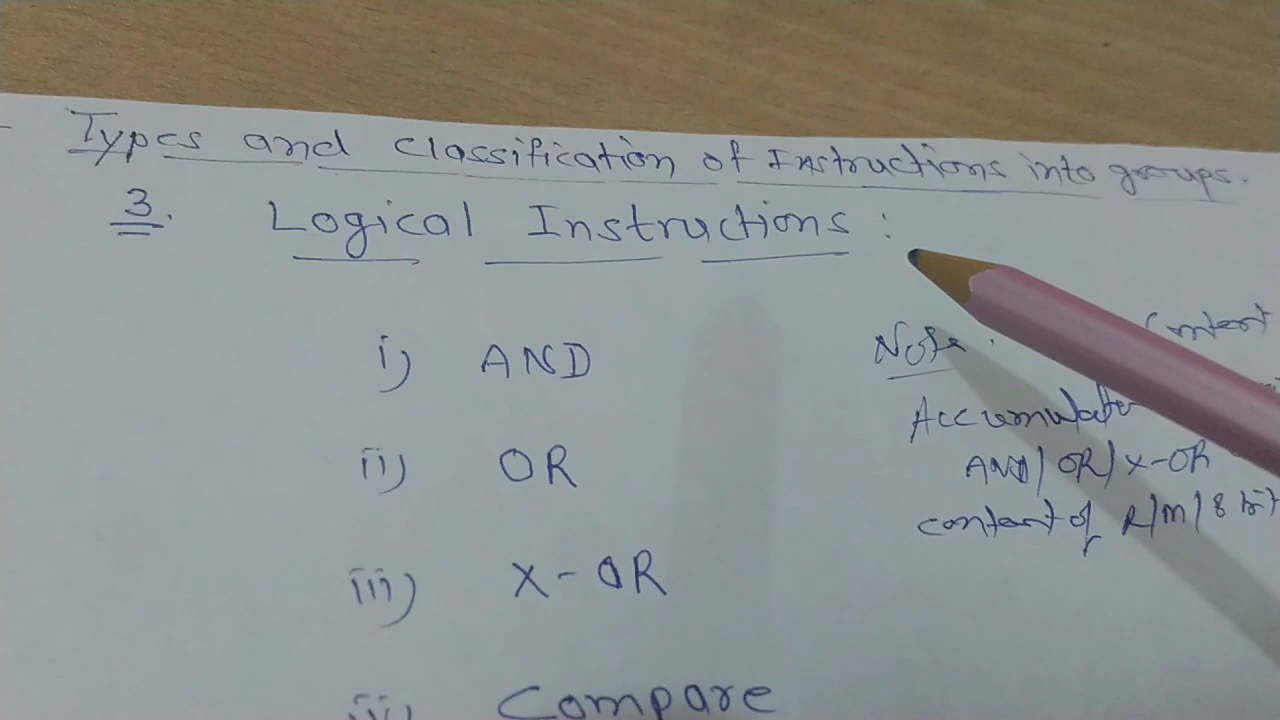 Types and classification of Instructions into groups.
3. Logical Instructions :
i) AND
ii) OR
iii) X-OR
Compare
Note: Content
Accumulator
AND/OR/X-OR
content of R/M/8 bit